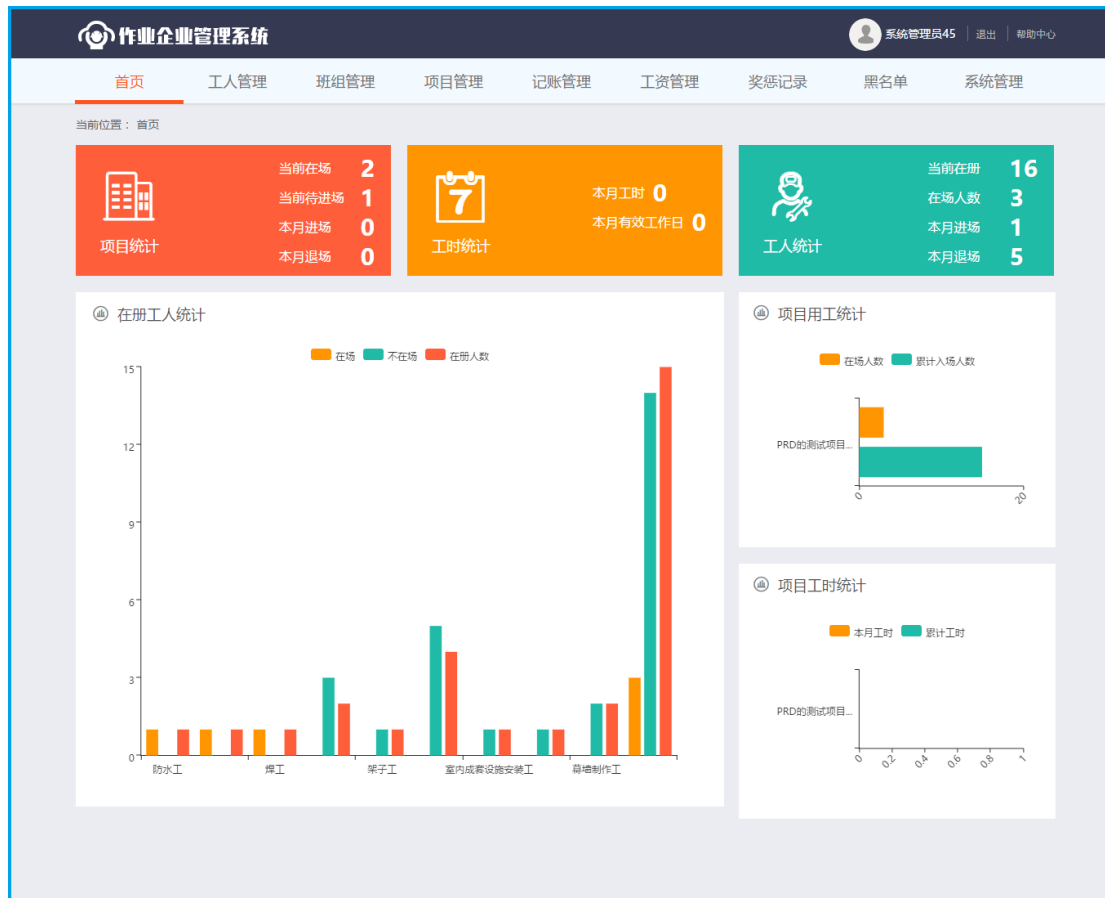 作业企业管理系统
系统管理员45 退出 帮助中心
首页 工人管理 班组管理 项目管理 记账管理 工资管理 奖惩记录 黑名单 系统管理
当前位置： 首页
当前在场 2
当前待进场 1
本月进场 0
本月退场 0
项目统计
7
本月工时 0
本月有效工作日 0
工时统计
当前在册 16
在场人数 3
本月进场 1
本月退场 5
工人统计
在册工人统计
在场 不在场 在册人数
15
12
9
6
3
0
防水工 焊工 架子工 室内成套设施安装工 幕墙制作工
项目用工统计
在场人数 累计入场人数
PRD的测试项目...
0 20
项目工时统计
本月工时 累计工时
PRD的测试项目...
0 0.2 0.4 0.6 0.8 1